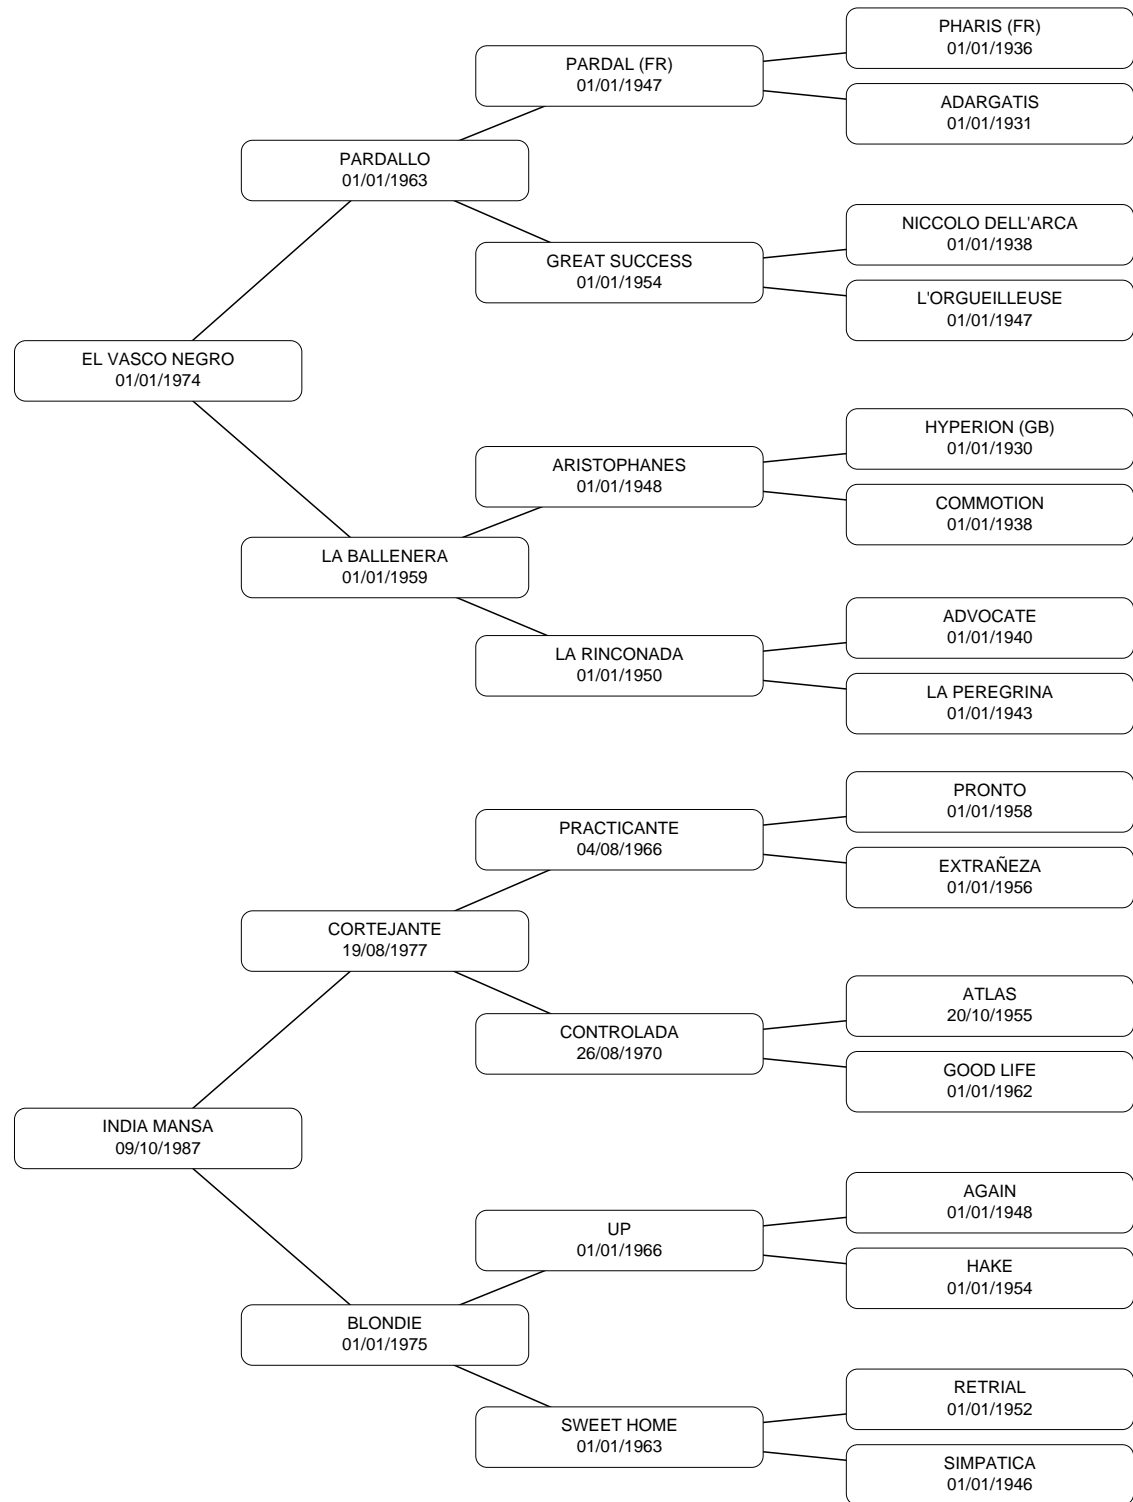 PHARIS (FR)
01/01/1936
PARDAL (FR)
01/01/1947
ADARGATIS
01/01/1931
PARDALLO
01/01/1963
NICCOLO DELL'ARCA
01/01/1938
GREAT SUCCESS
01/01/1954
L'ORGUEILLEUSE
01/01/1947
EL VASCO NEGRO
01/01/1974
HYPERION (GB)
01/01/1930
ARISTOPHANES
01/01/1948
COMMOTION
01/01/1938
LA BALLENERA
01/01/1959
ADVOCATE
01/01/1940
LA RINCONADA
01/01/1950
LA PEREGRINA
01/01/1943
PRONTO
01/01/1958
PRACTICANTE
04/08/1966
EXTRAÑEZA
01/01/1956
CORTEJANTE
19/08/1977
ATLAS
20/10/1955
CONTROLADA
26/08/1970
GOOD LIFE
01/01/1962
INDIA MANSA
09/10/1987
AGAIN
01/01/1948
UP
01/01/1966
HAKE
01/01/1954
BLONDIE
01/01/1975
RETRIAL
01/01/1952
SWEET HOME
01/01/1963
SIMPATICA
01/01/1946